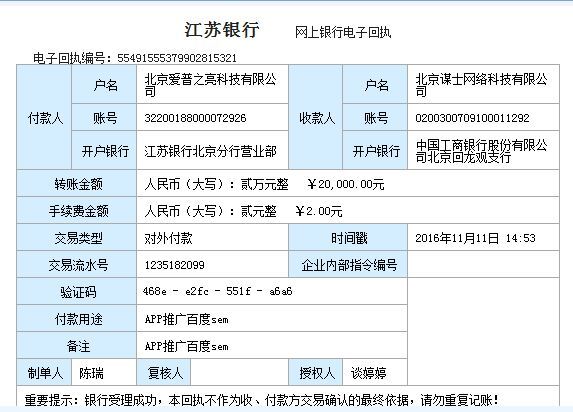 江苏银行 网上银行电子回执
电子回执编号：55491555379902815321
付款人 户名 北京爱普之亮科技有限公司 收款人 户名 北京谋士网络科技有限公司
账号 32200188000072926 账号 0200300709100011292
开户银行 江苏银行北京分行营业部 开户银行 中国工商银行股份有限公司北京回龙观支行
转账金额 人民币（大写）：贰万元整 ￥20,000.00元
手续费金额 人民币（大写）：贰元整 ￥2.00元
交易类型 对外付款 时间戳 2016年11月11日 14:53
交易流水号 1235182099 企业内部指令编号
验证码 468e - e2fc - 551f - a6a6
付款用途 APP推广百度sem
备注 APP推广百度sem
制单人 陈瑞 复核人 授权人 谈婷婷
重要提示：银行受理成功，本回执不作为收、付款方交易确认的最终依据，请勿重复记账！